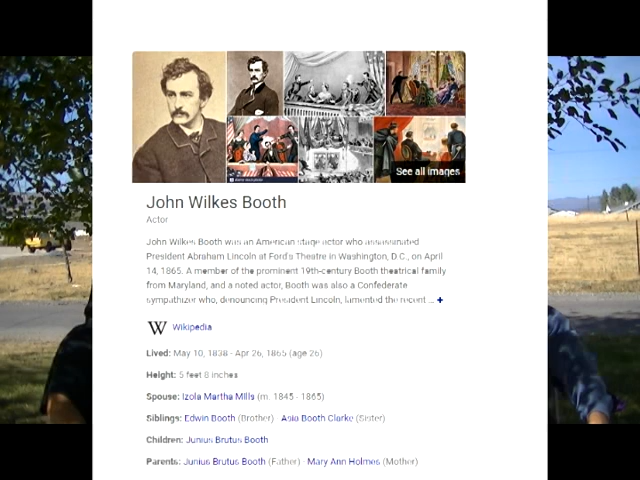 See all images
John Wilkes Booth
Actor
John Wilkes Booth was an American stage actor who assassinated
President Abraham Lincoln at Ford's Theatre in Washington, D.C., on April
14, 1865. A member of the prominent 19th-century Booth theatrical family
from Maryland, and a noted actor, Booth was also a Confederate
sympathizer who, denouncing President Lincoln, lamented the recent ... +
W Wikipedia
Lived: May 10, 1838 - Apr 26, 1865 (age 26)
Height: 5 feet 8 inches
Spouse: Izola Martha Mills (m. 1845 - 1865)
Siblings: Edwin Booth (Brother) · Asia Booth Clarke (Sister)
Children: Junius Brutus Booth
Parents: Junius Brutus Booth (Father) · Mary Ann Holmes (Mother)